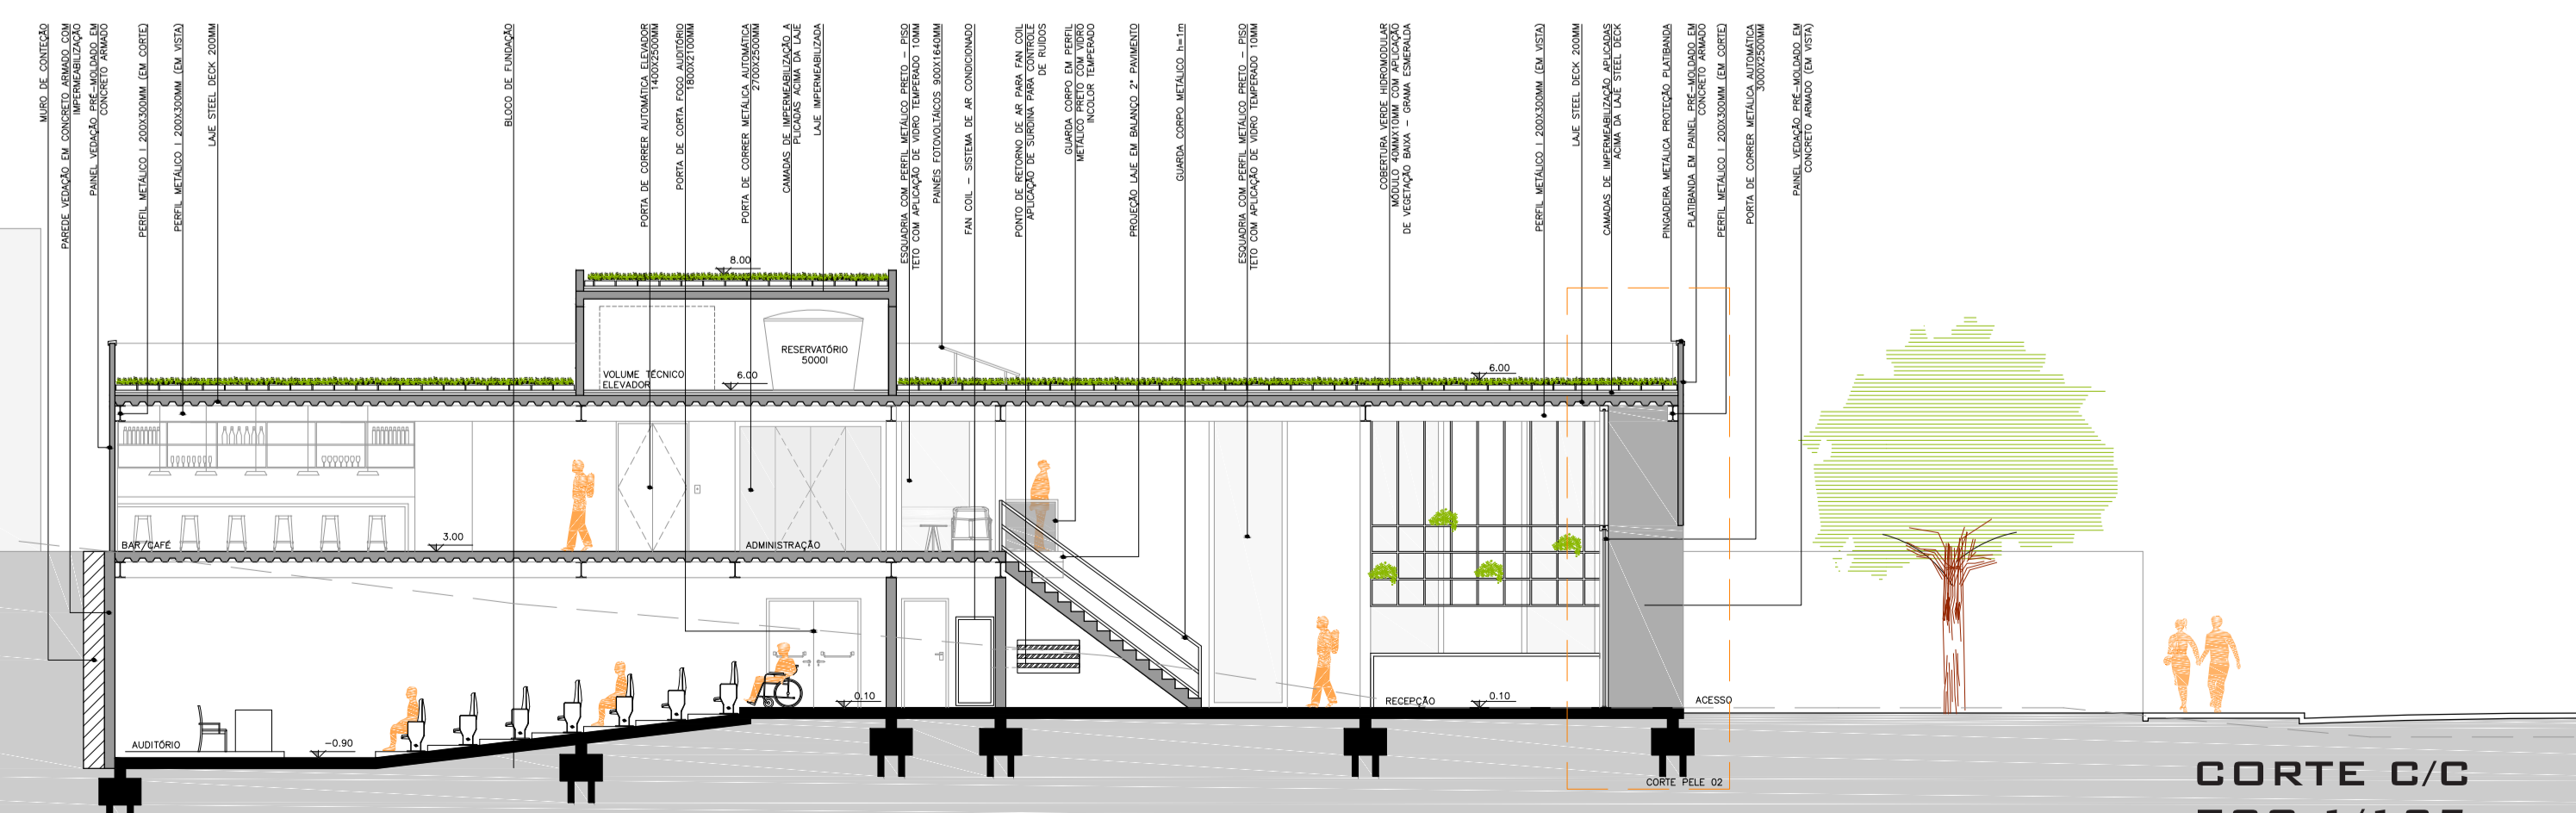 MURO DE CONTEÇÃO
PAREDE VEDAÇÃO EM CONCRETO ARMADO COM
IMPERMEABILIZAÇÃO
PAINEL VEDAÇÃO PRÉ-MOLDADO EM
CONCRETO ARMADO
PERFIL METÁLICO I 200X300MM (EM CORTE)
PERFIL METÁLICO I 200X300MM (EM VISTA)
LAJE STEEL DECK 200MM
BLOCO DE FUNDAÇÃO
PORTA DE CORRER AUTOMÁTICA ELEVADOR
1400X2500MM
PORTA DE CORTA FOGO AUDITÓRIO
1800X2100MM
PORTA DE CORRER METÁLICA AUTOMÁTICA
2700X2500MM
CAMADAS DE IMPERMEABILIZAÇÃO A
PLICADAS ACIMA DA LAJE
LAJE IMPERMEABILIZADA
ESQUADRIA COM PERFIL METÁLICO PRETO - PISO
TETO COM APLICAÇÃO DE VIDRO TEMPERADO 10MM
PAINÉIS FOTOVOLTÁICOS 900X1640MM
FAN COIL - SISTEMA DE AR CONDICIONADO
PONTO DE RETORNO DE AR PARA FAN COIL
APLICAÇÃO DE SURDINA PARA CONTROLE
DE RUÍDOS
GUARDA CORPO EM PERFIL
METÁLICO PRETO COM VIDRO
INCOLOR TEMPERADO
PROJEÇÃO LAJE EM BALANÇO 2° PAVIMENTO
GUARDA CORPO METÁLICO h=1m
ESQUADRIA COM PERFIL METÁLICO PRETO - PISO
TETO COM APLICAÇÃO DE VIDRO TEMPERADO 10MM
COBERTURA VERDE HIDROMODULAR
MÓDULO 40MMX10MM COM APLICAÇÃO
DE VEGETAÇÃO BAIXA - GRAMA ESMERALDA
PERFIL METÁLICO I 200X300MM (EM VISTA)
LAJE STEEL DECK 200MM
CAMADAS DE IMPERMEABILIZAÇÃO APLICADAS
ACIMA DA LAJE STEEL DECK
PINGADEIRA METÁLICA PROTEÇÃO PLATIBANDA
PLATIBANDA EM PAINEL PRÉ-MOLDADO EM
CONCRETO ARMADO
PERFIL METÁLICO I 200X300MM (EM CORTE)
PORTA DE CORRER METÁLICA AUTOMÁTICA
3000X2500MM
PAINEL VEDAÇÃO PRÉ-MOLDADO EM
CONCRETO ARMADO (EM VISTA)
8.00
RESERVATÓRIO
5000l
VOLUME TÉCNICO
ELEVADOR
6.00
6.00
BAR/CAFÉ
3.00
ADMINISTRAÇÃO
0.10
RECEPÇÃO
0.10
ACESSO
AUDITÓRIO
-0.90
CORTE PELE 02
CORTE C/C